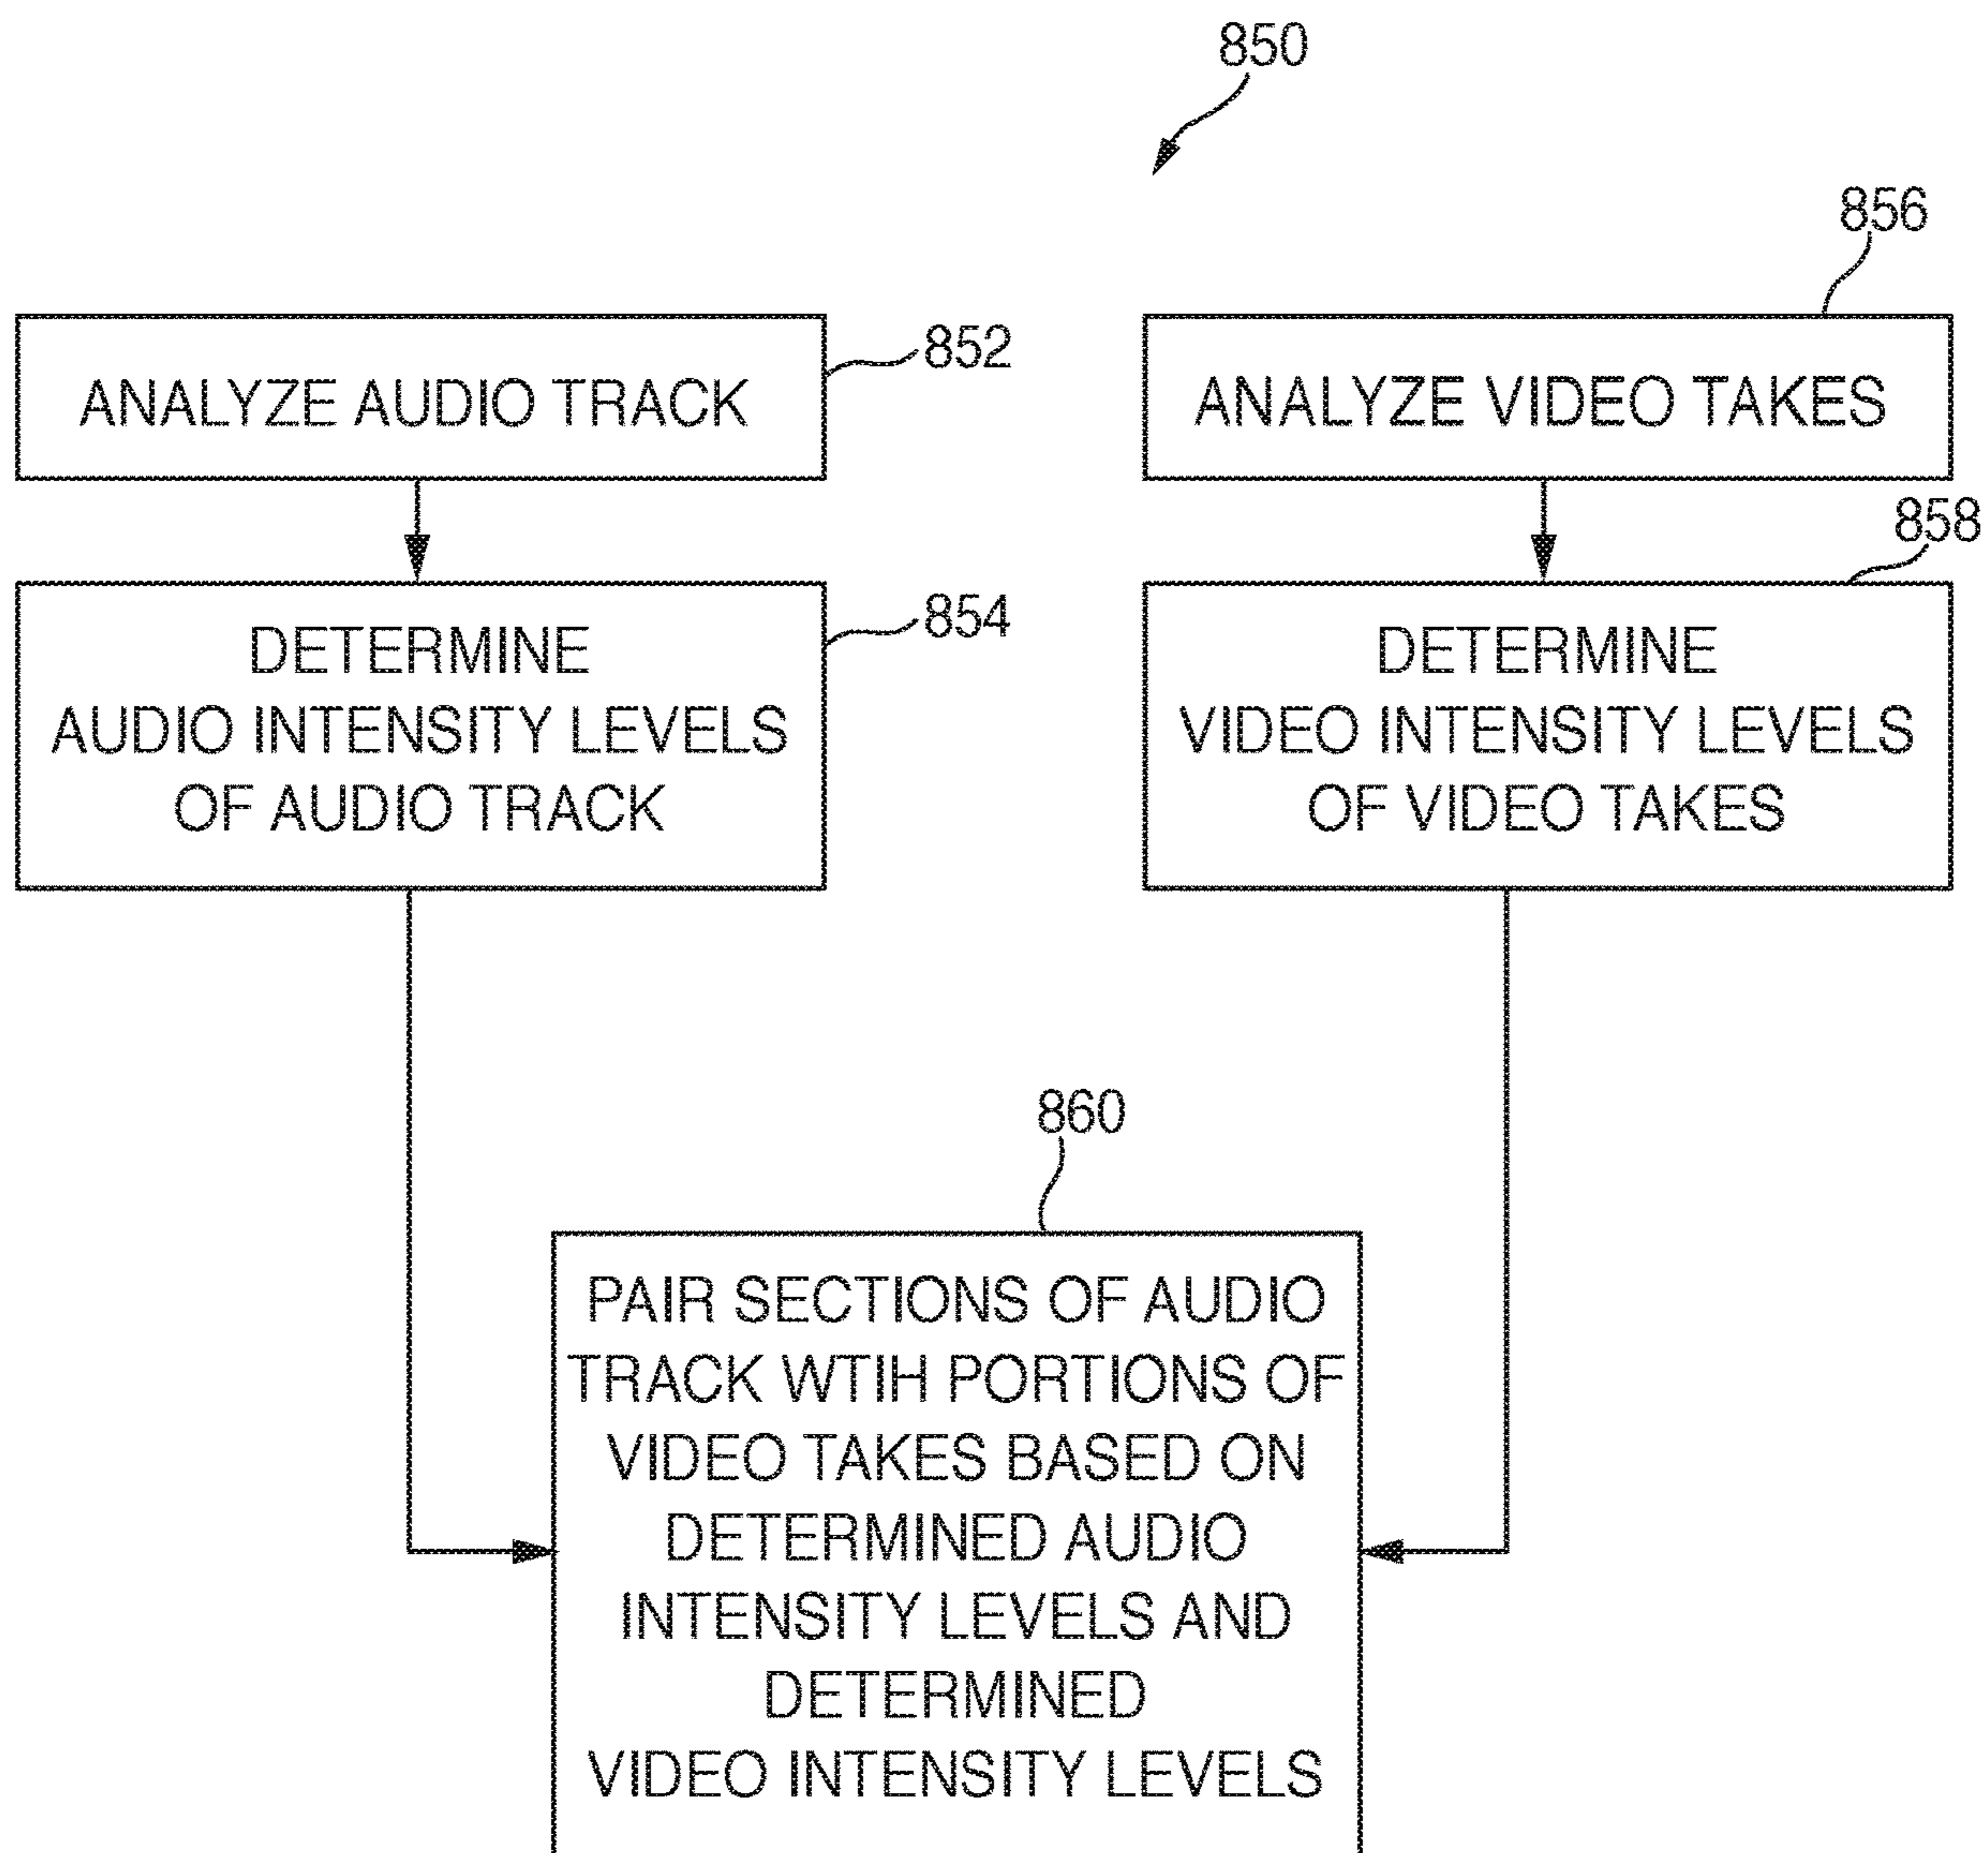 850
856
ANALYZE AUDIO TRACK
852
ANALYZE VIDEO TAKES
858
DETERMINE
AUDIO INTENSITY LEVELS
OF AUDIO TRACK
854
DETERMINE
VIDEO INTENSITY LEVELS
OF VIDEO TAKES
860
PAIR SECTIONS OF AUDIO
TRACK WTIH PORTIONS OF
VIDEO TAKES BASED ON
DETERMINED AUDIO
INTENSITY LEVELS AND
DETERMINED
VIDEO INTENSITY LEVELS